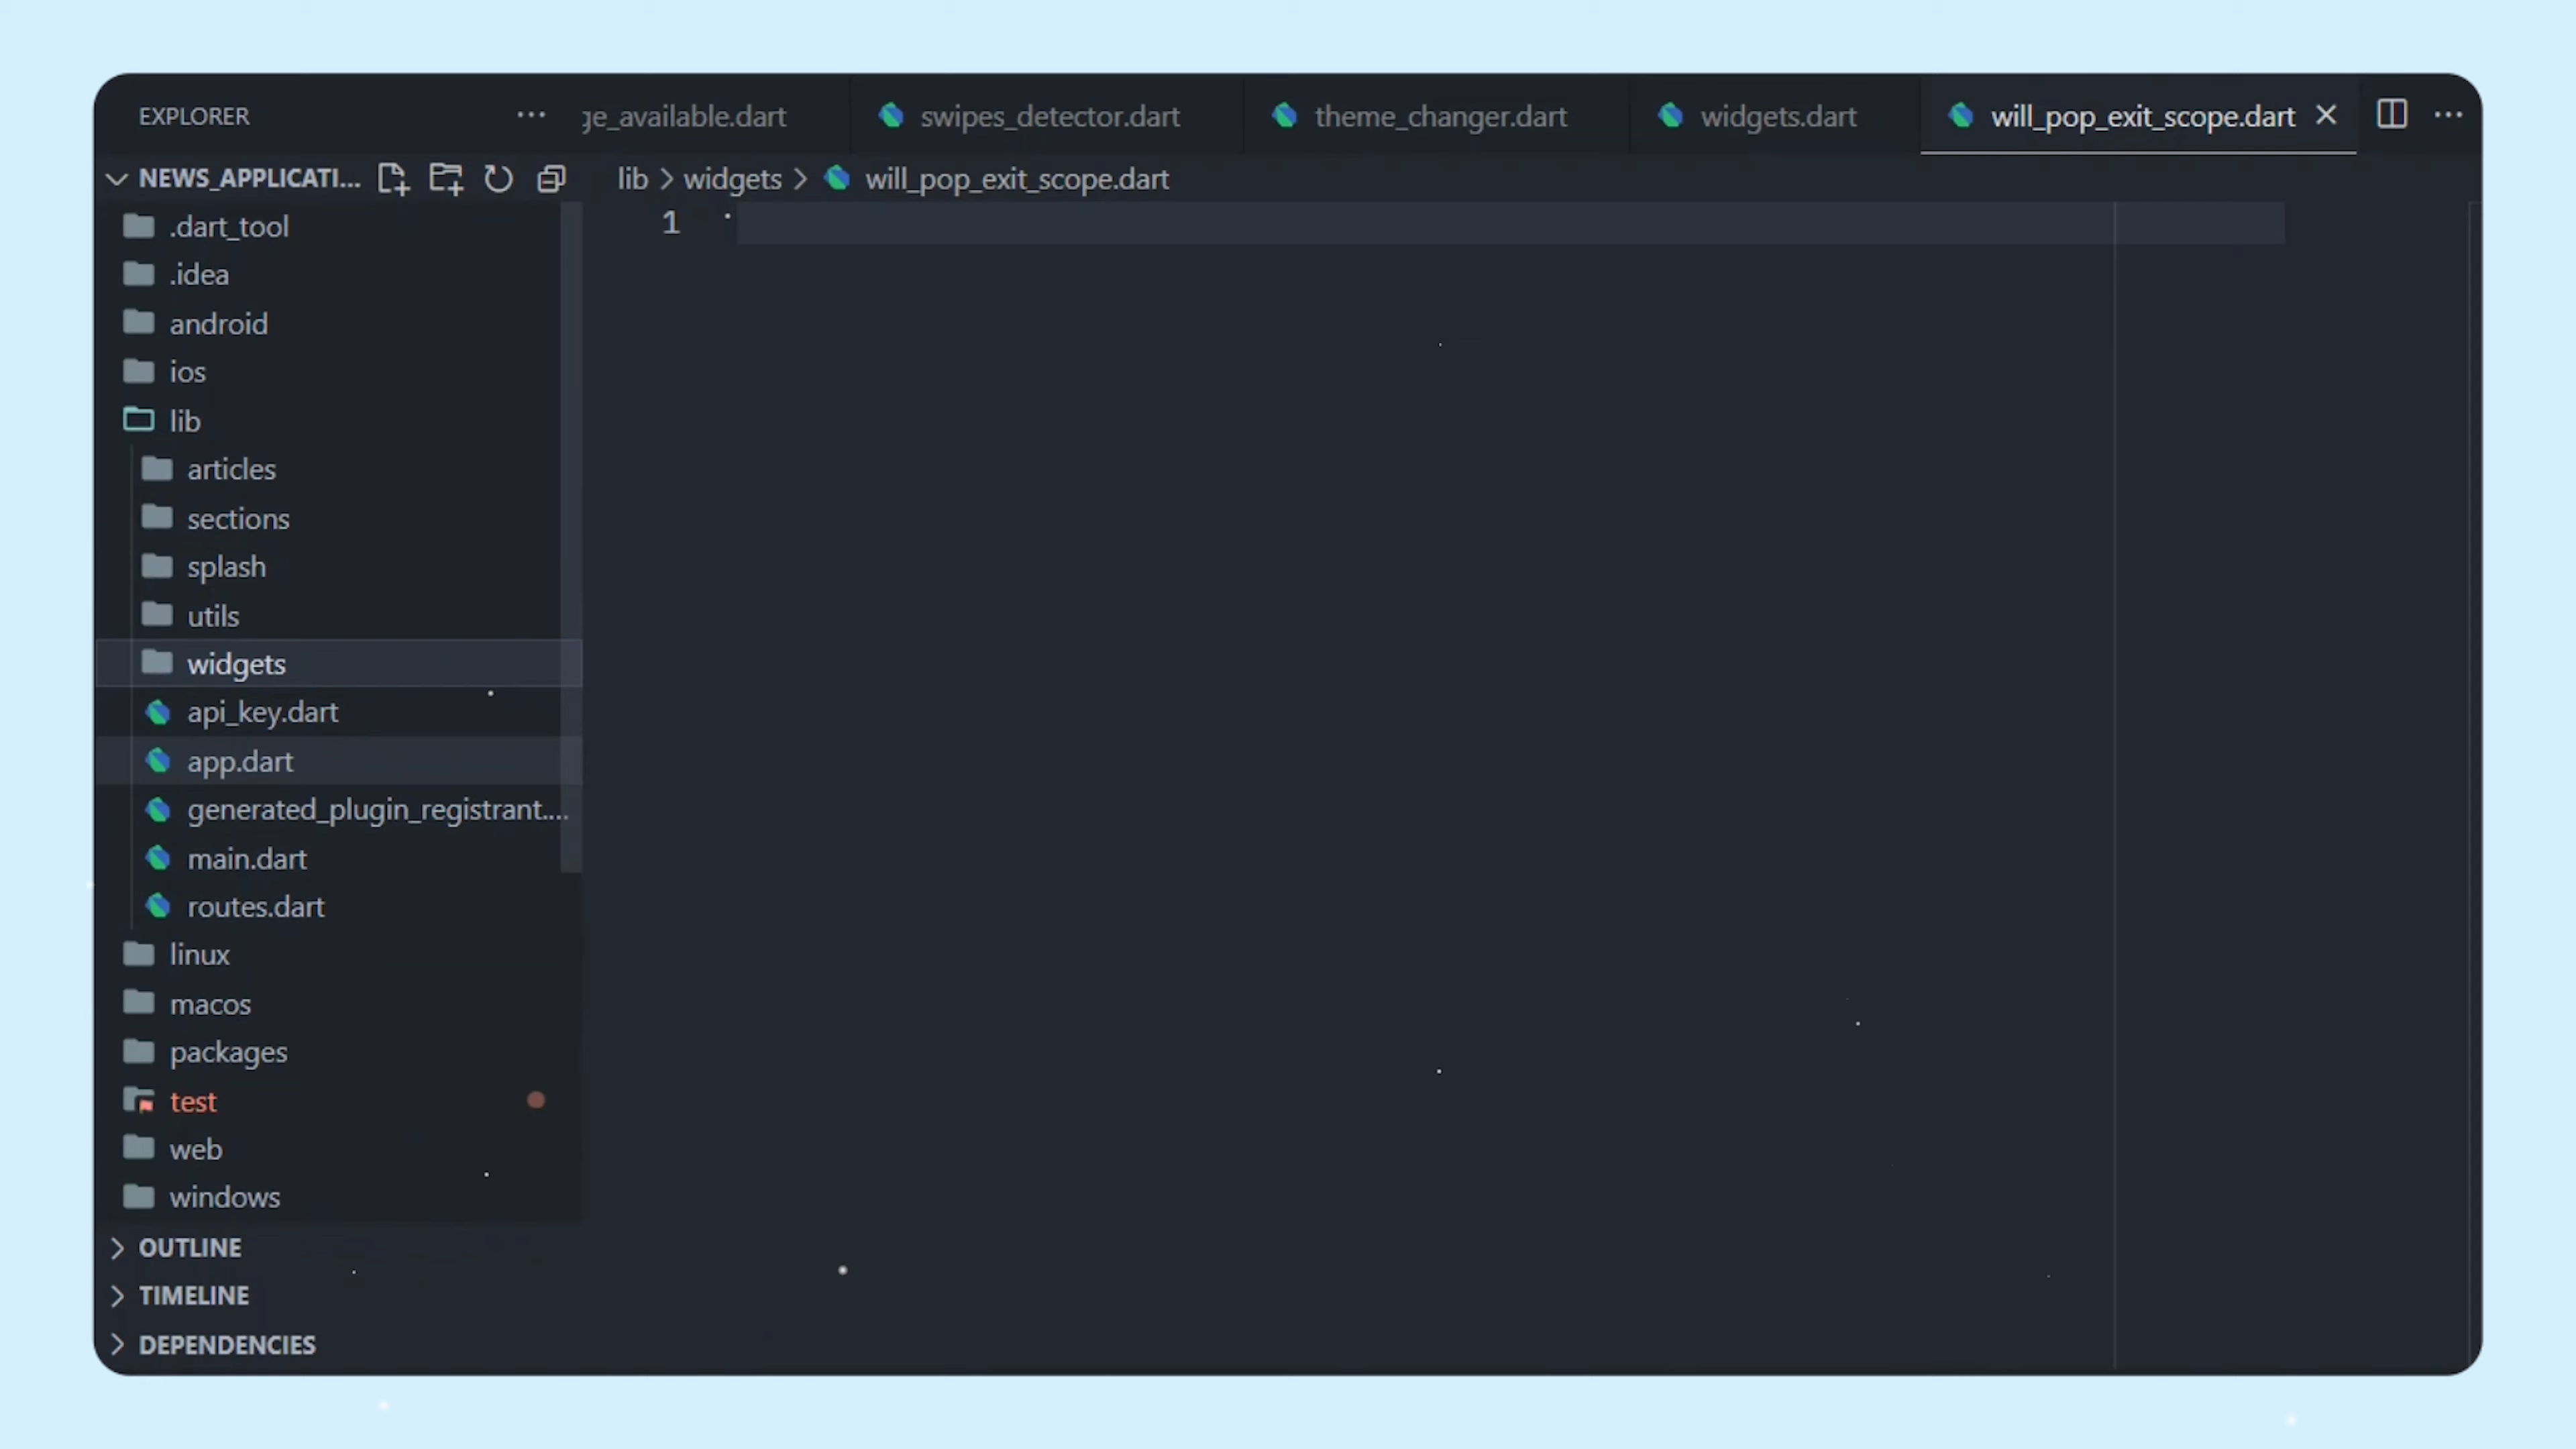 EXPLORER
ge_available.dart
swipes_detector.dart
theme_changer.dart
widgets.dart
will_pop_exit_scope.dart
NEWS_APPLICATI...
lib > widgets > will_pop_exit_scope.dart
1
.dart_tool
.idea
android
ios
lib
articles
sections
splash
utils
widgets
api_key.dart
app.dart
generated_plugin_registrant....
main.dart
routes.dart
linux
macos
packages
test
web
windows
OUTLINE
TIMELINE
DEPENDENCIES